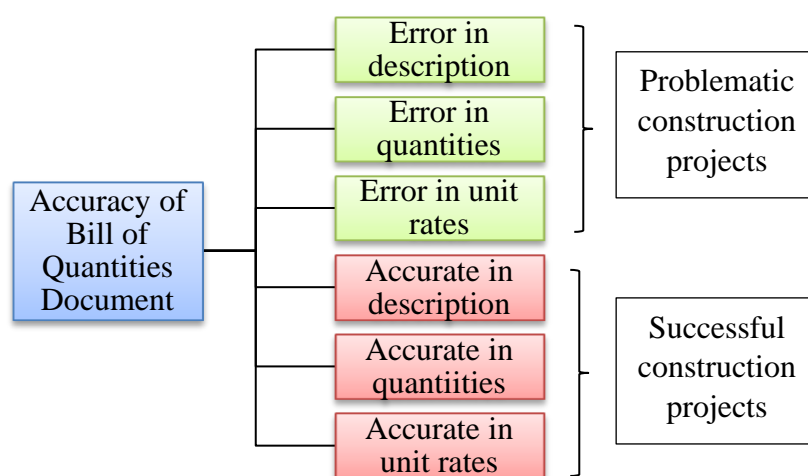 Accuracy of
Bill of
Quantities
Document
Error in
description
Error in
quantities
Error in unit
rates
Accurate in
description
Accurate in
quantiities
Accurate in
unit rates
Problematic
construction
projects
Successful
construction
projects